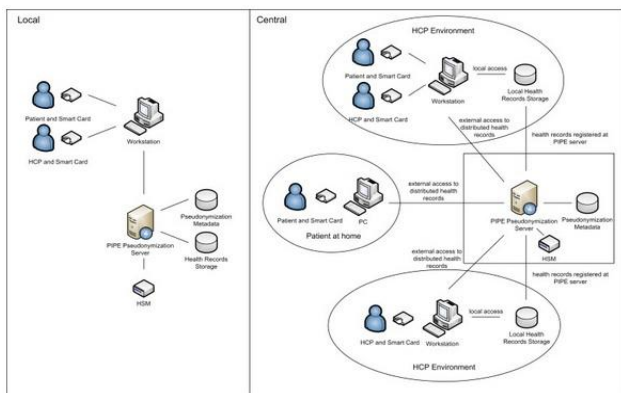 Local
Patient and Smart Card
HCP and Smart Card
Workstation
PIPE Pseudonymization
Server
Pseudonymization
Metadata
Health Records
Storage
HSM
Central
HCP Environment
Patient and Smart Card
HCP and Smart Card
Workstation
local access
Local Health
Records Storage
external access to
distributed health
records
health records registered at
PIPE server
Patient and Smart Card
PC
Patient at home
external access to
distributed health
records
PIPE Pseudonymization
Server
Pseudonymization
Metadata
HSM
external access to
distributed health
records
health records registered at
PIPE server
HCP and Smart Card
Workstation
local access
Local Health
Records Storage
HCP Environment